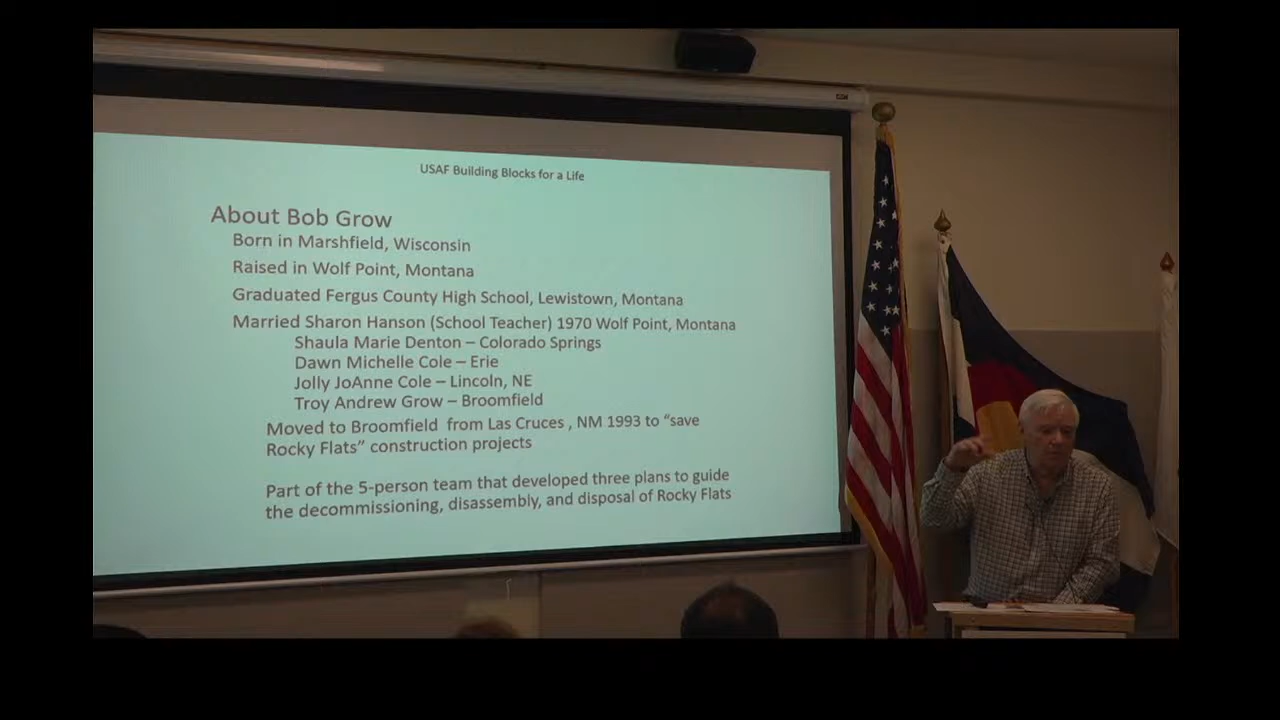 USAF Building Blocks for a Life
About Bob Grow
Born in Marshfield, Wisconsin
Raised in Wolf Point, Montana
Graduated Fergus County High School, Lewistown, Montana
Married Sharon Hanson (School Teacher) 1970 Wolf Point, Montana
Shaula Marie Denton – Colorado Springs
Dawn Michelle Cole – Erie
Jolly JoAnne Cole – Lincoln, NE
Troy Andrew Grow – Broomfield
Moved to Broomfield from Las Cruces , NM 1993 to “save
Rocky Flats” construction projects
Part of the 5-person team that developed three plans to guide
the decommissioning, disassembly, and disposal of Rocky Flats